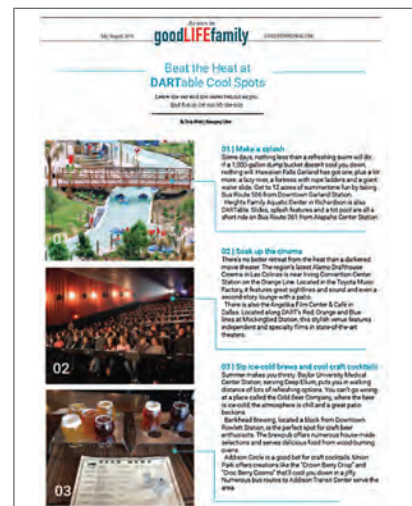 As seen in
goodLIFEfamily
Beat the Heat at
DARTable Cool Spots
01 | Make a splash
Some days, nothing less than a refreshing swim will do.
If a 1,000-gallon dump bucket doesn't cool you down,
nothing will. Hawaiian Falls Garland has got one, plus a lot
more: a lazy river, a fortress with rope ladders and a giant
water slide. Get to 12 acres of summertime fun by taking
Bus Route 566 from Downtown Garland Station.
Heights Family Aquatic Center in Richardson is also
DARTable. Slides, splash features and a tot pool are all a
short ride on Bus Route 361 from Arapaho Center Station.
01
02 | Soak up the cinema
There's no better retreat from the heat than a darkened
movie theater. The region's latest Alamo Drafthouse
Cinema in Las Colinas is near Irving Convention Center
Station on the Orange Line. Located in the Toyota Music
Factory, it features great sightlines and sound and even a
second-story lounge with a patio.
There is also the Angelika Film Center & Café in
Dallas. Located along DART's Red, Orange and Blue
lines at Mockingbird Station, this stylish venue features
independent and specialty films in state-of-the-art
theaters.
02
03 | Sip ice-cold brews and cool craft cocktails
Summer makes you thirsty. Baylor University Medical
Center Station, serving Deep Ellum, puts you in walking
distance of lots of refreshing options. You can't go wrong
at a place called the Cold Beer Company, where the beer
is ice-cold, the atmosphere is chill and a great patio
beckons.
Bankhead Brewing, located a block from Downtown
Rowlett Station, is the perfect spot for craft beer
enthusiasts. The brewpub offers numerous house-made
selections and serves delicious food from wood-burning
ovens.
Addison Circle is a good bet for craft cocktails. Union
Park offers creations like the "Crown Berry Crisp" and
"Croc Berry Cosmo" that'll cool you down in a jiffy.
Numerous bus routes to Addison Transit Center serve the
area.
03